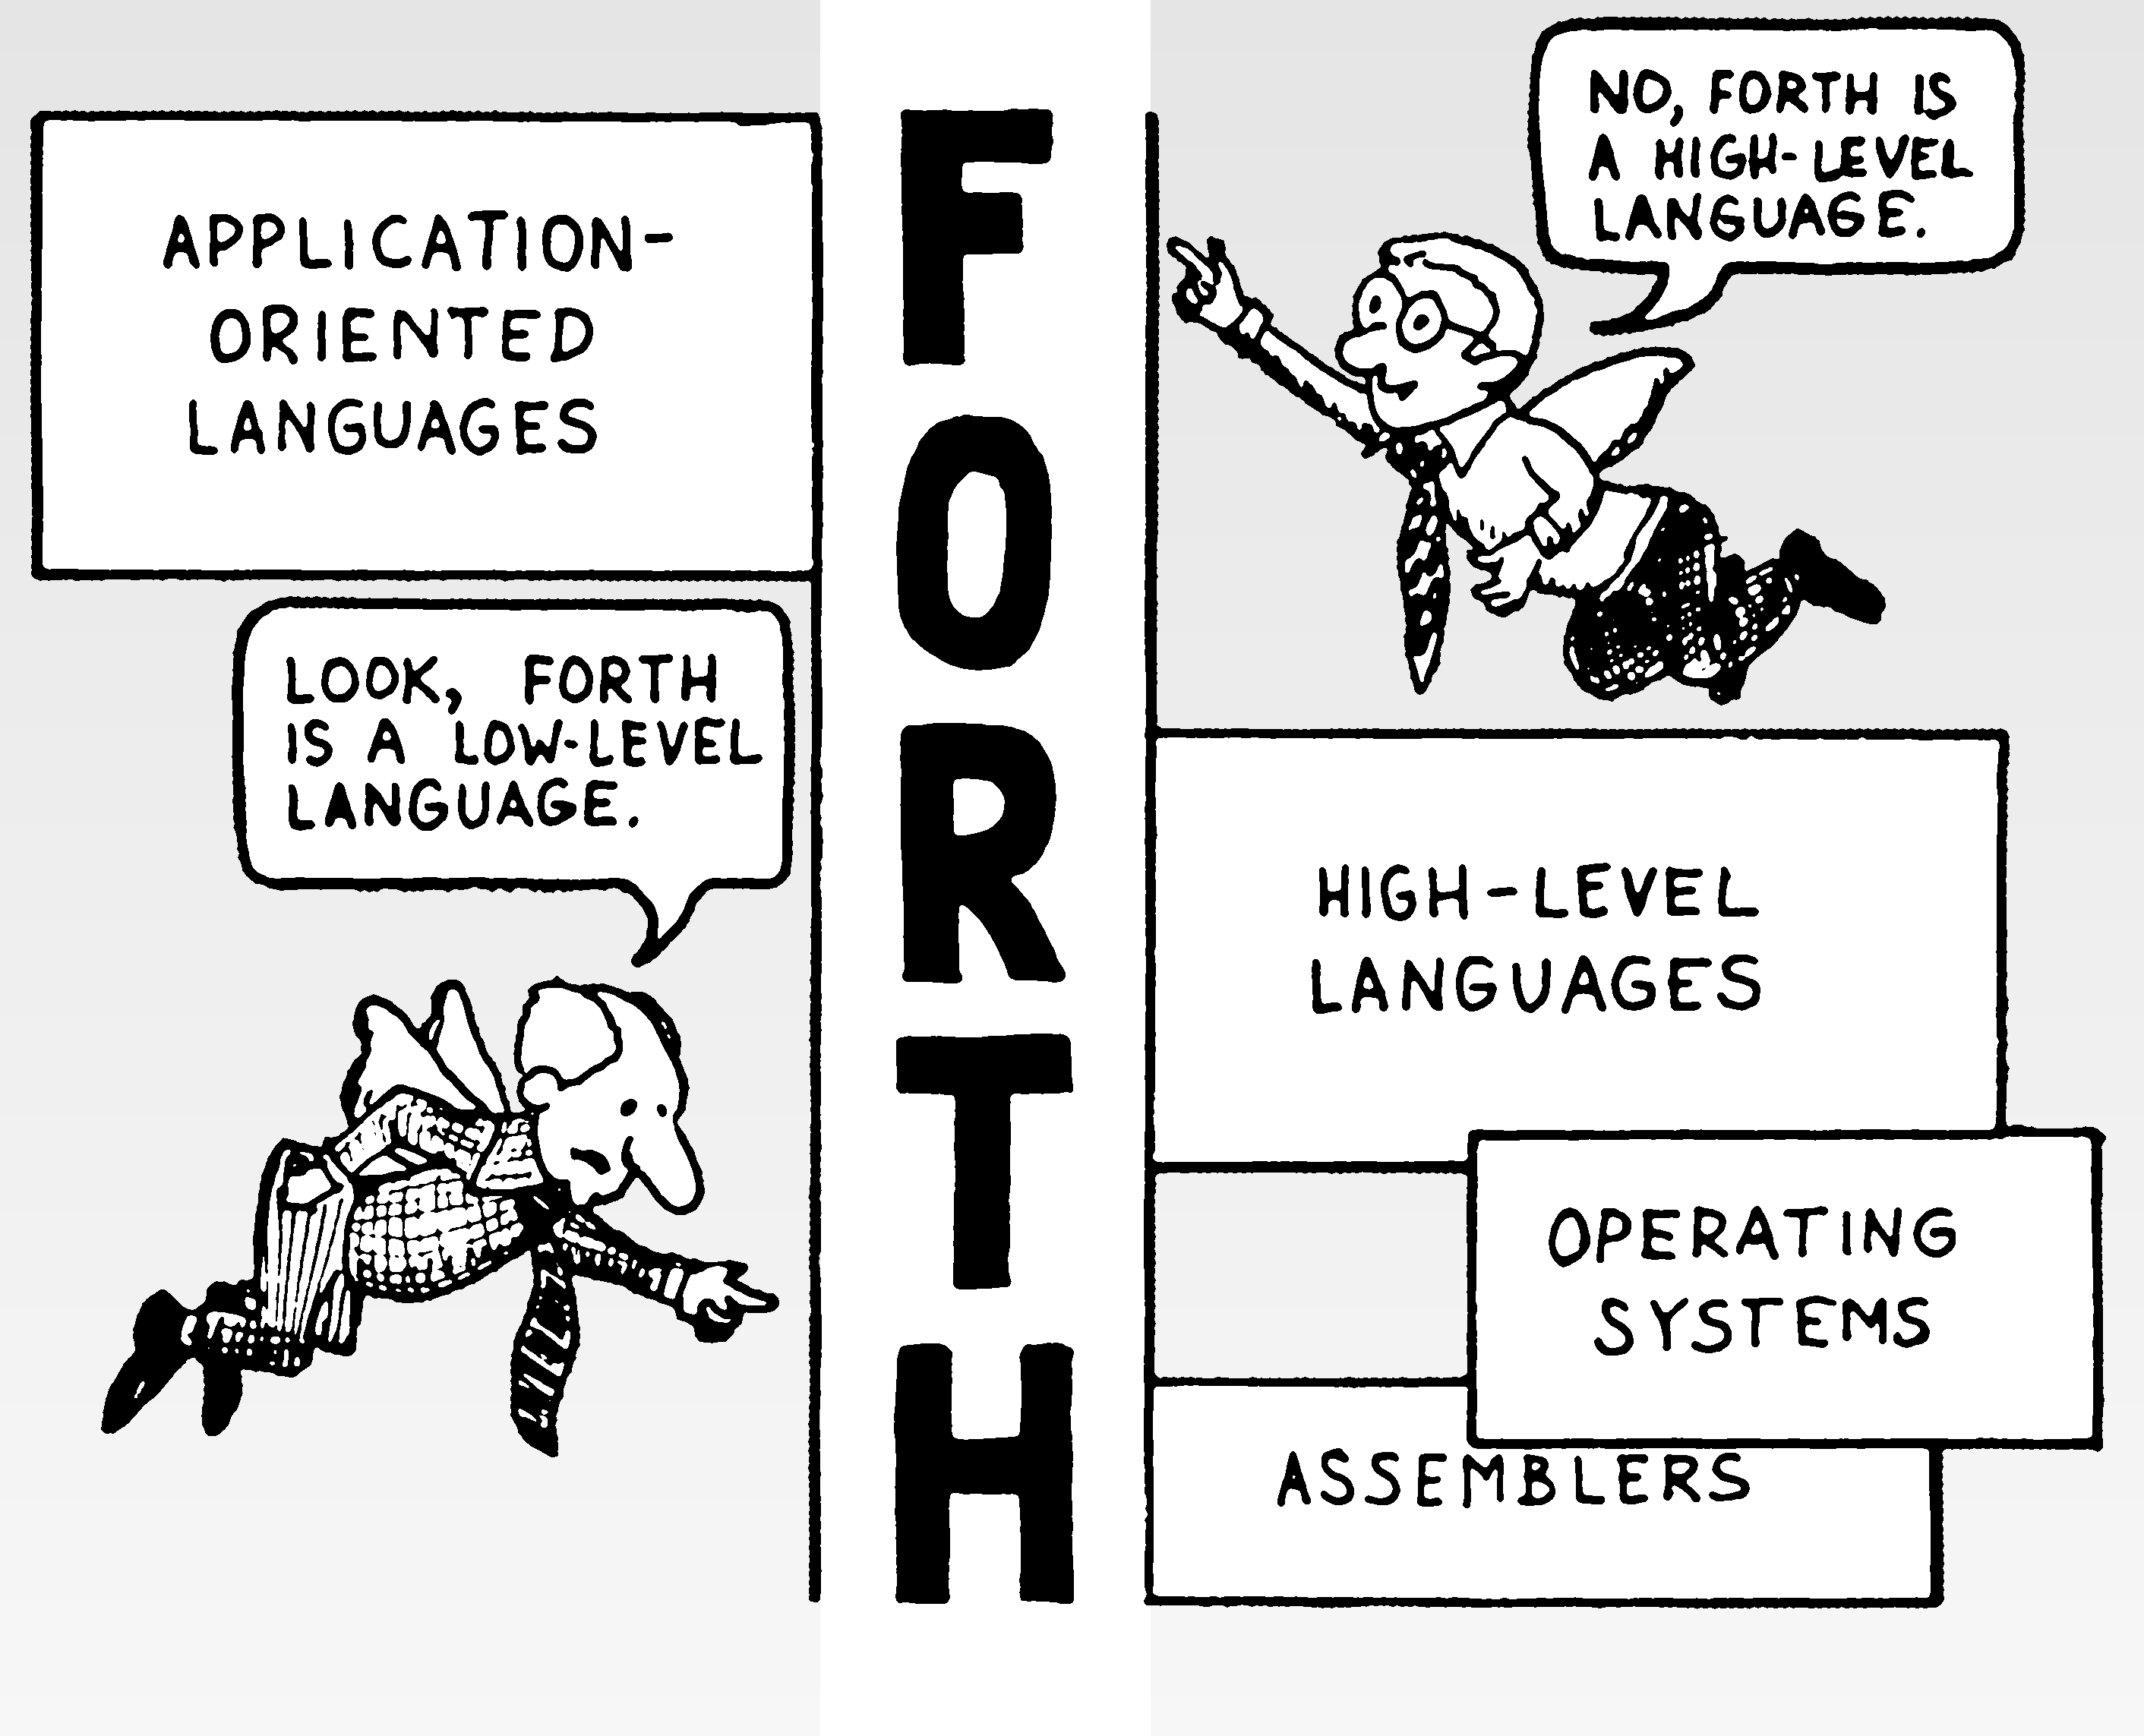 APPLICATION-
ORIENTED
LANGUAGES
LOOK, FORTH
IS A LOW-LEVEL
LANGUAGE.
FORTH
NO, FORTH IS
A HIGH-LEVEL
LANGUAGE.
HIGH-LEVEL
LANGUAGES
OPERATING
SYSTEMS
ASSEMBLERS